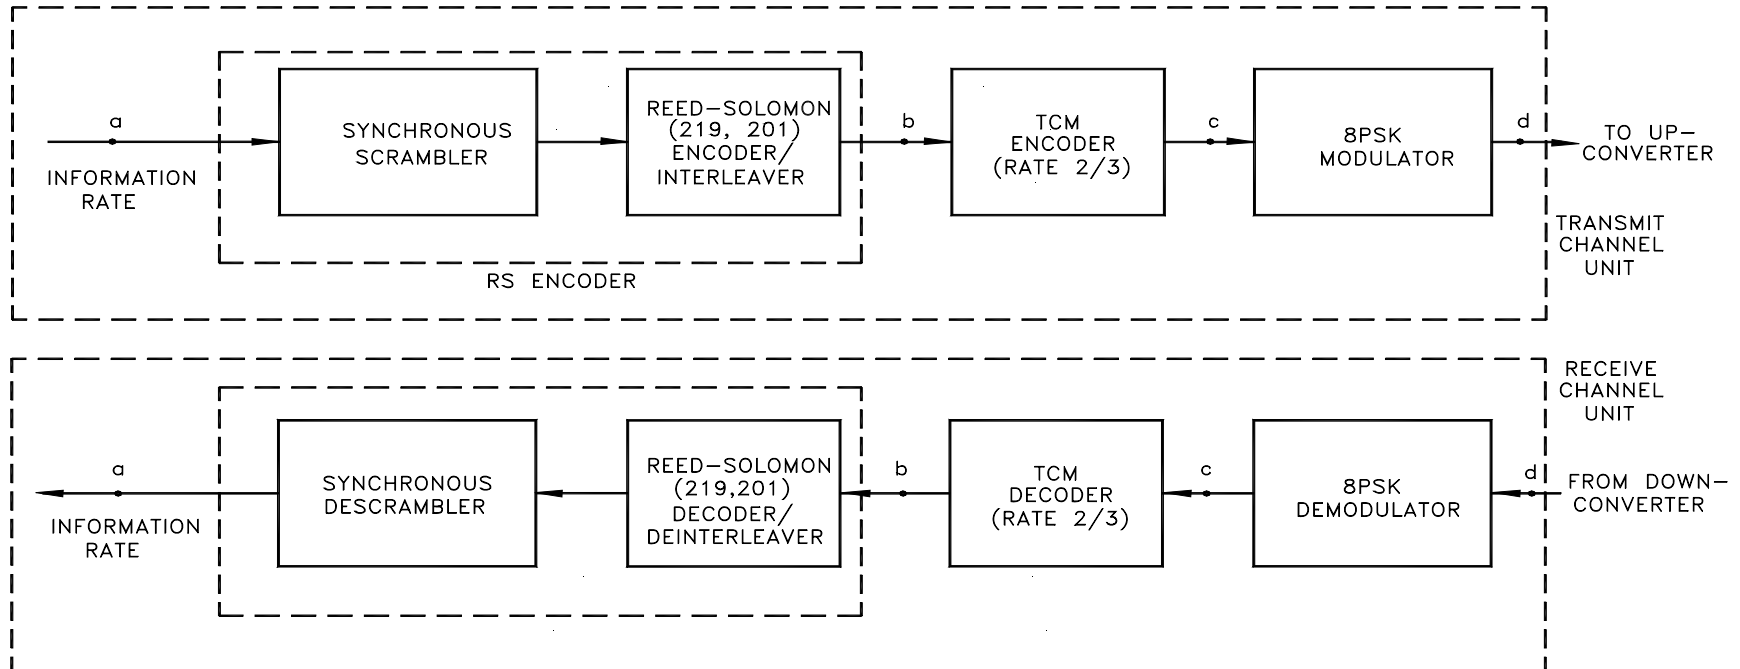 a
INFORMATION
RATE
SYNCHRONOUS
SCRAMBLER
REED-SOLOMON
(219, 201)
ENCODER/
INTERLEAVER
RS ENCODER
b
TCM
ENCODER
(RATE 2/3)
c
8PSK
MODULATOR
d
TO UP-
CONVERTER
TRANSMIT
CHANNEL
UNIT
RECEIVE
CHANNEL
UNIT
a
INFORMATION
RATE
SYNCHRONOUS
DESCRAMBLER
REED-SOLOMON
(219,201)
DECODER/
DEINTERLEAVER
b
TCM
DECODER
(RATE 2/3)
c
8PSK
DEMODULATOR
d
FROM DOWN-
CONVERTER